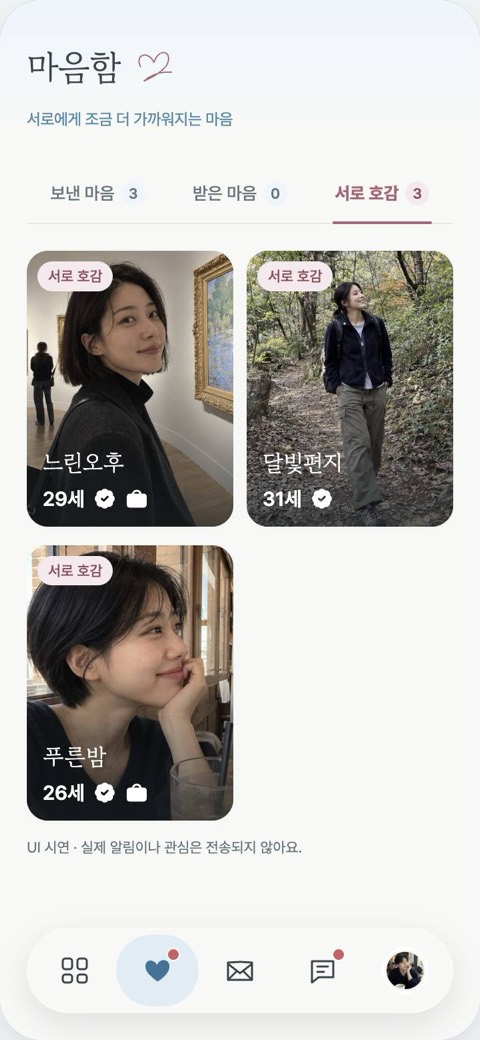 마음함
서로에게 조금 더 가까워지는 마음
보낸 마음 3 받은 마음 0 서로 호감 3
서로 호감
느린오후
29세
서로 호감
달빛편지
31세
서로 호감
푸른밤
26세
UI 시연 · 실제 알림이나 관심은 전송되지 않아요.